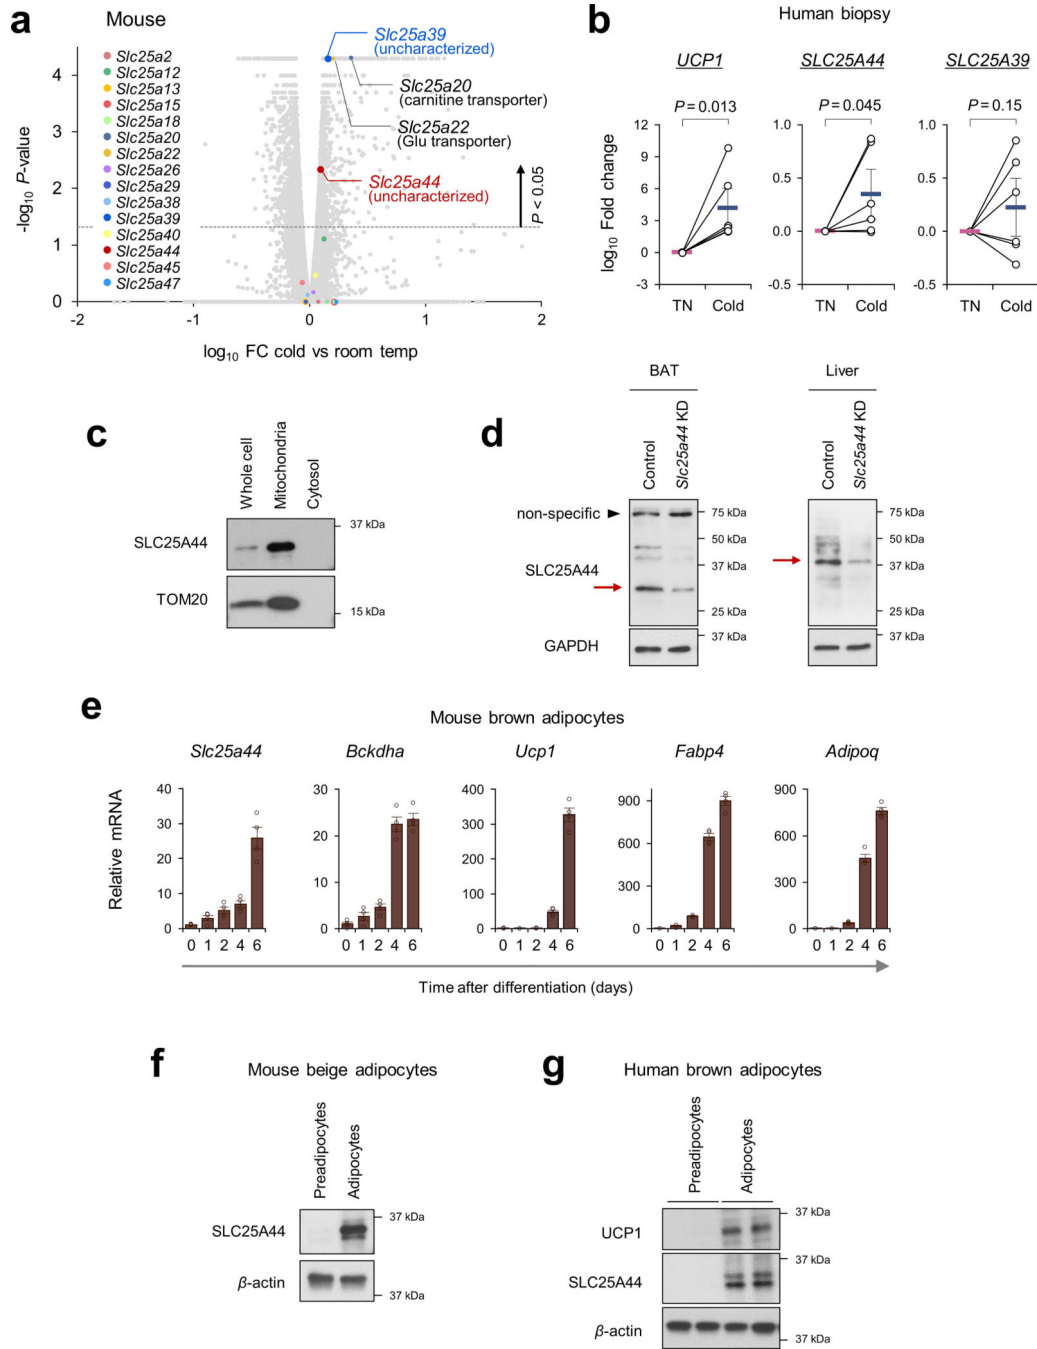 a
Mouse
Slc25a2
Slc25a12
Slc25a13
Slc25a15
Slc25a18
Slc25a20
Slc25a22
Slc25a26
Slc25a29
Slc25a38
Slc25a39
Slc25a40
Slc25a44
Slc25a45
Slc25a47
Slc25a39
(uncharacterized)
Slc25a20
(carnitine transporter)
Slc25a22
(Glu transporter)
Slc25a44
(uncharacterized)
P < 0.05
-log10 P-value
4
3
2
1
0
-2 -1 0 1 2
log10 FC cold vs room temp
b
Human biopsy
UCP1 SLC25A44 SLC25A39
P = 0.013 P = 0.045 P = 0.15
log10 Fold change
12
9
6
3
0
-3
1.0
0.5
0.0
-0.5
1.0
0.5
0.0
-0.5
TN Cold TN Cold TN Cold
c
Whole cell
Mitochondria
Cytosol
SLC25A44
37 kDa
TOM20
15 kDa
d
BAT Liver
Control
Slc25a44 KD
Control
Slc25a44 KD
non-specific
SLC25A44
GAPDH
75 kDa
50 kDa
37 kDa
25 kDa
37 kDa
75 kDa
50 kDa
37 kDa
25 kDa
37 kDa
e
Mouse brown adipocytes
Slc25a44 Bckdha Ucp1 Fabp4 Adipoq
Relative mRNA
40
30
20
10
0
30
20
10
0
400
300
200
100
0
900
600
300
0
900
600
300
0
0 1 2 4 6 0 1 2 4 6 0 1 2 4 6 0 1 2 4 6 0 1 2 4 6
Time after differentiation (days)
f
Mouse beige adipocytes
Preadipocytes
Adipocytes
SLC25A44
37 kDa
β-actin
37 kDa
g
Human brown adipocytes
Preadipocytes
Adipocytes
UCP1
37 kDa
SLC25A44
37 kDa
β-actin
37 kDa